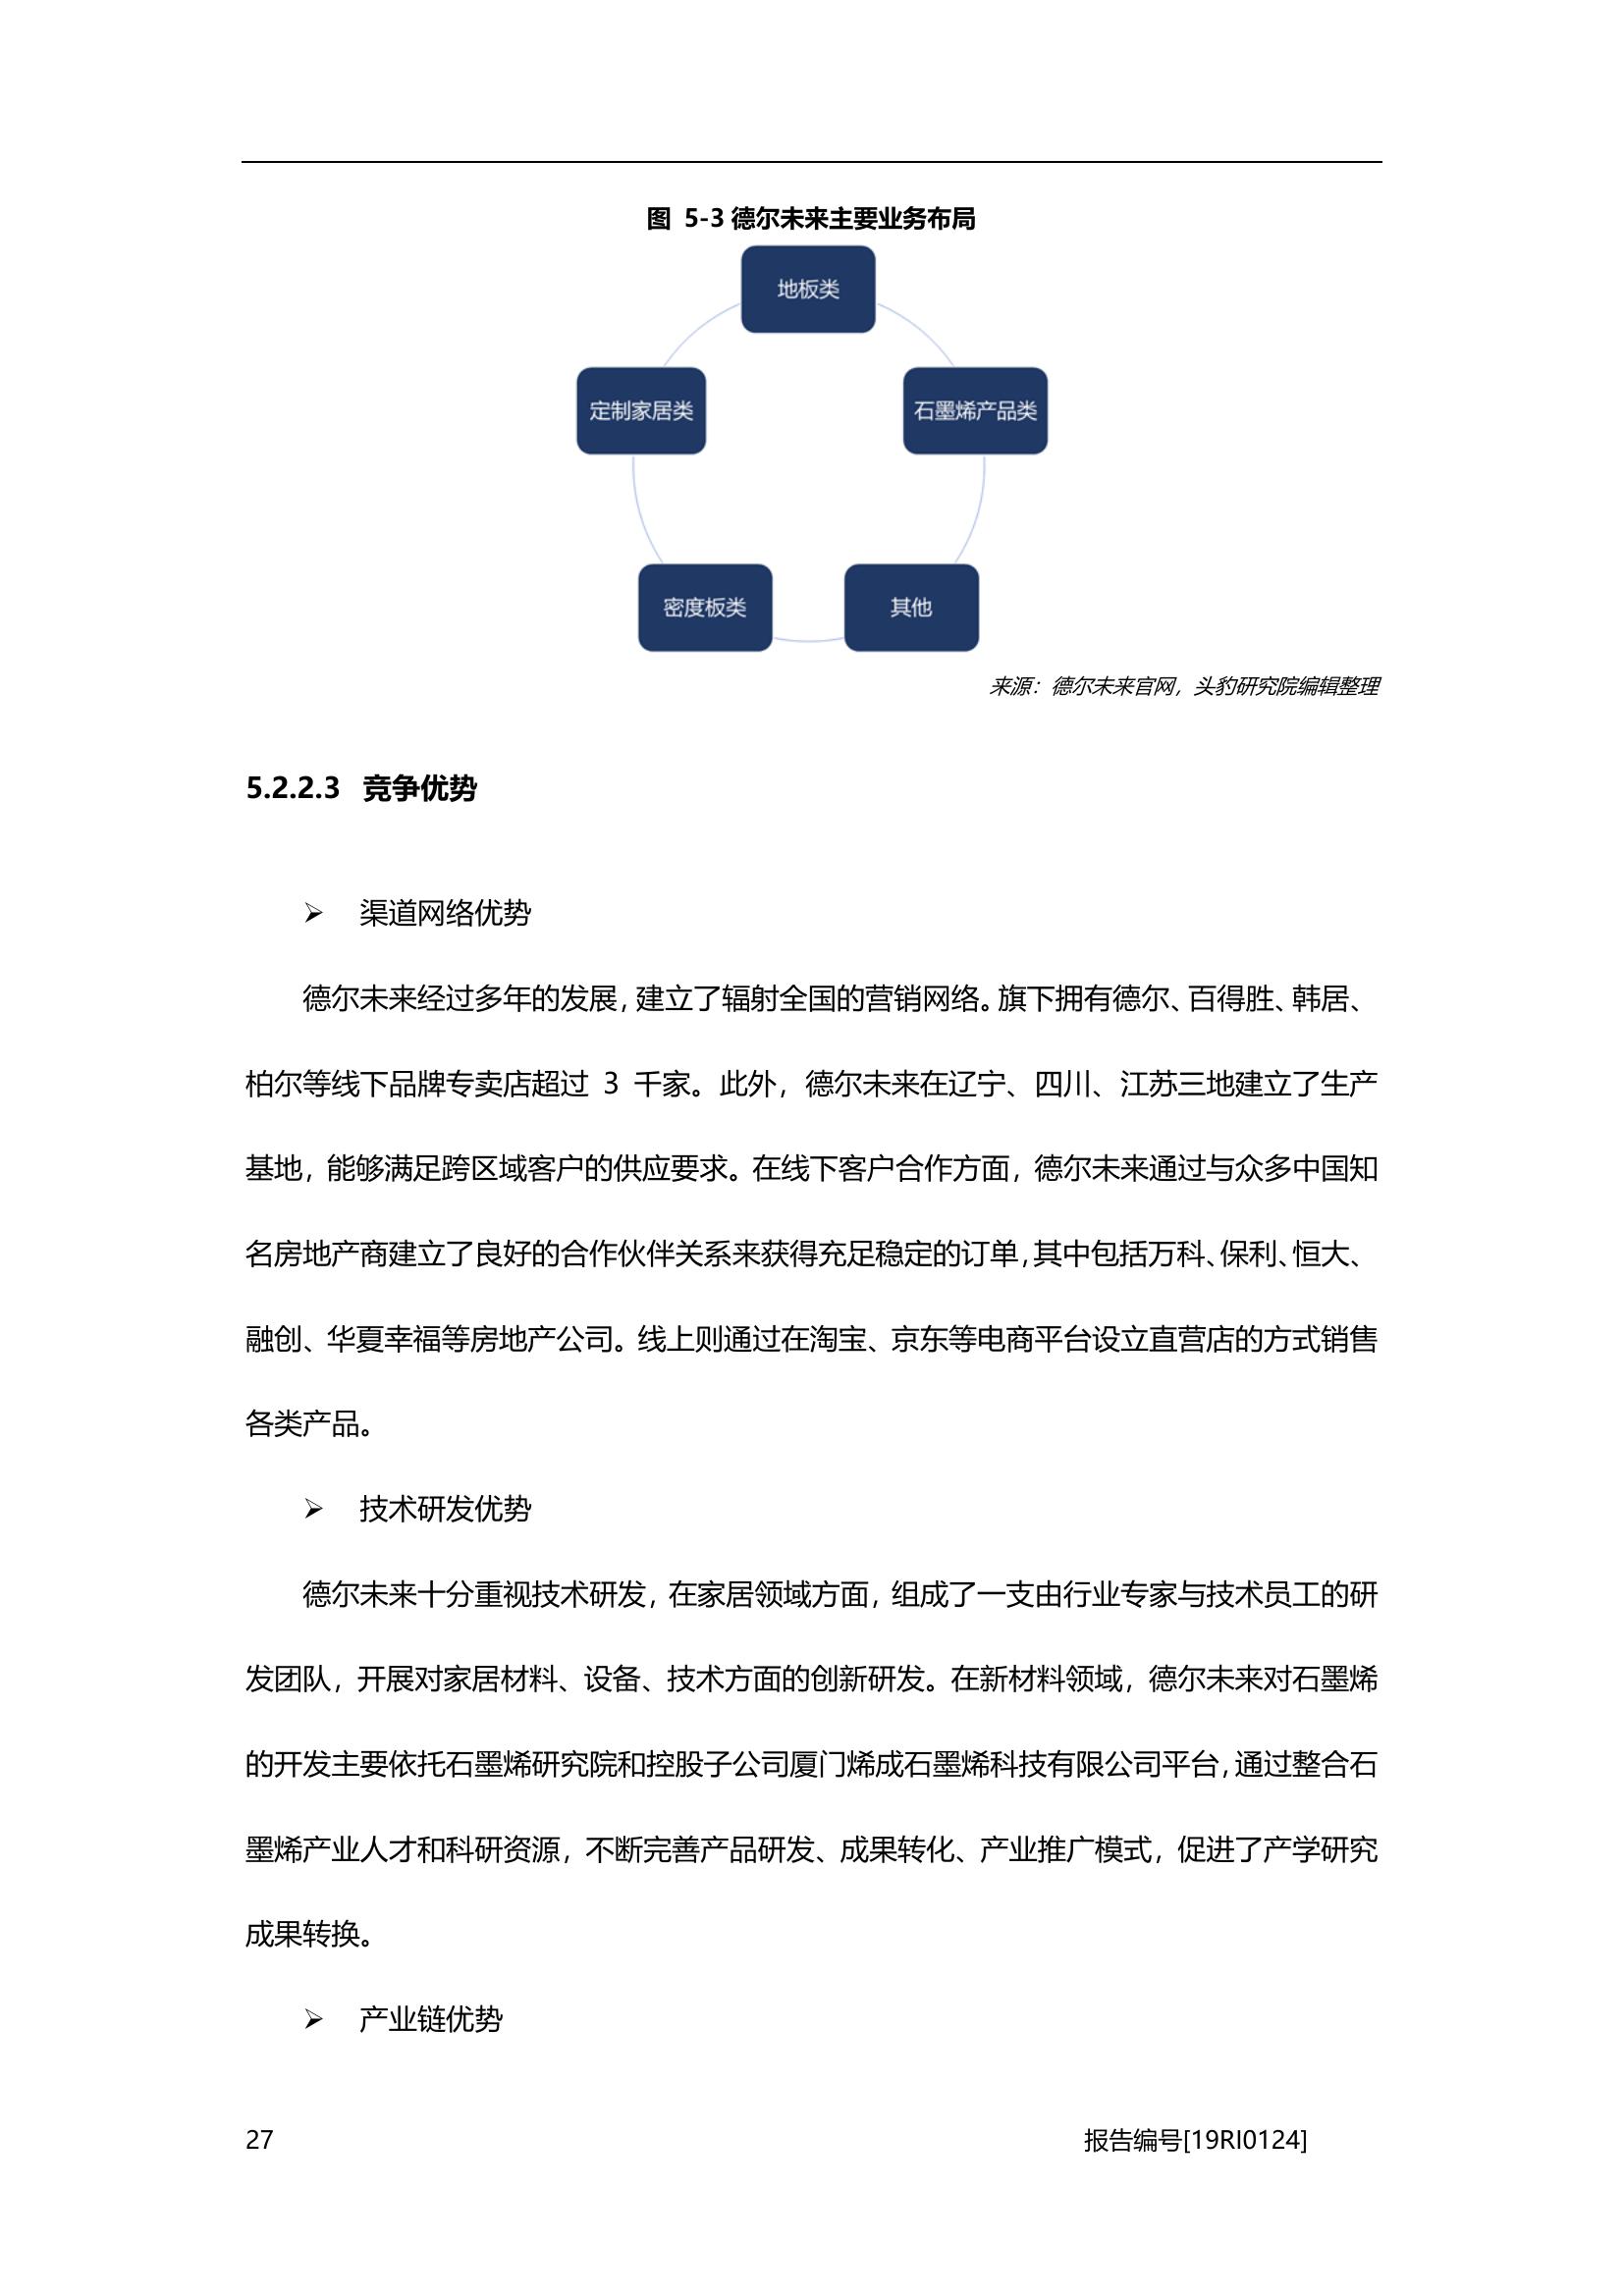 图 5-3 德尔未来主要业务布局
地板类
定制家居类
石墨烯产品类
密度板类
其他
来源：德尔未来官网，头豹研究院编辑整理
5.2.2.3 竞争优势
➢ 渠道网络优势
德尔未来经过多年的发展，建立了辐射全国的营销网络。旗下拥有德尔、百得胜、韩居、
柏尔等线下品牌专卖店超过 3 千家。此外，德尔未来在辽宁、四川、江苏三地建立了生产
基地，能够满足跨区域客户的供应要求。在线下客户合作方面，德尔未来通过与众多中国知
名房地产商建立了良好的合作伙伴关系来获得充足稳定的订单，其中包括万科、保利、恒大、
融创、华夏幸福等房地产公司。线上则通过在淘宝、京东等电商平台设立直营店的方式销售
各类产品。
➢ 技术研发优势
德尔未来十分重视技术研发，在家居领域方面，组成了一支由行业专家与技术员工的研
发团队，开展对家居材料、设备、技术方面的创新研发。在新材料领域，德尔未来对石墨烯
的开发主要依托石墨烯研究院和控股子公司厦门烯成石墨烯科技有限公司平台，通过整合石
墨烯产业人才和科研资源，不断完善产品研发、成果转化、产业推广模式，促进了产学研究
成果转换。
➢ 产业链优势
27 报告编号[19RI0124]